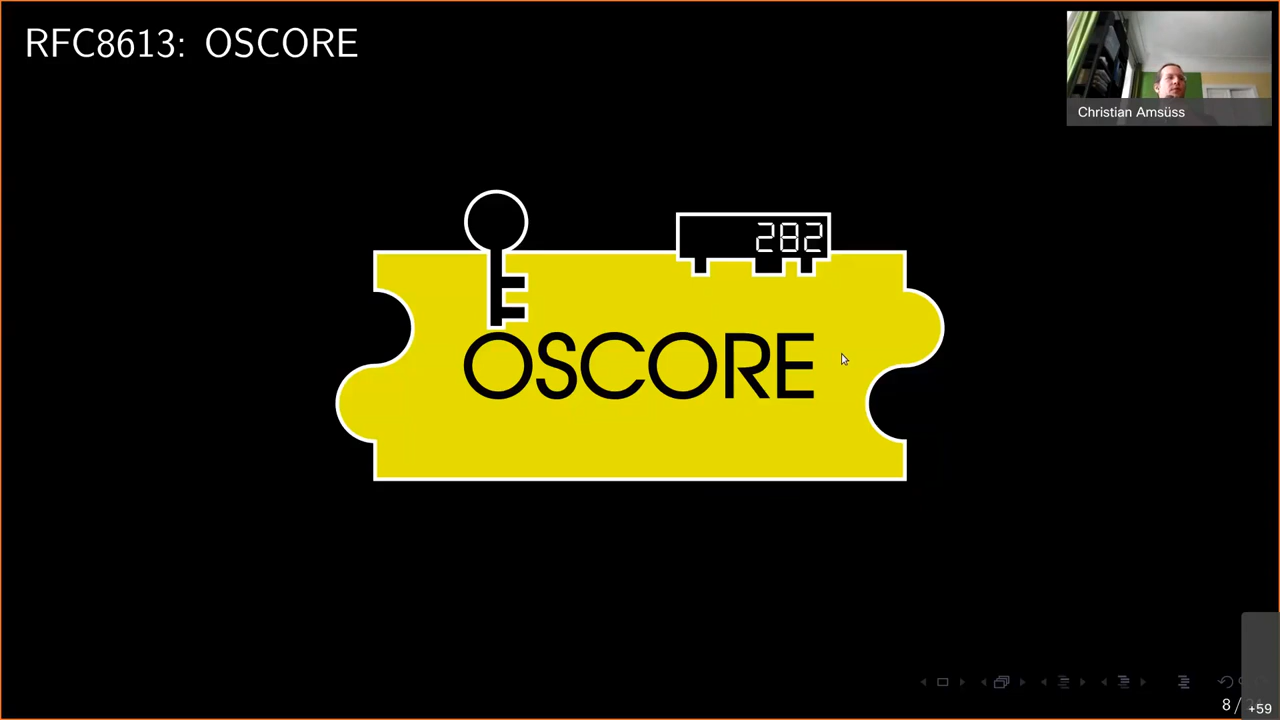 RFC8613: OSCORE
Christian Amsüss
282
OSCORE
8 /
+59